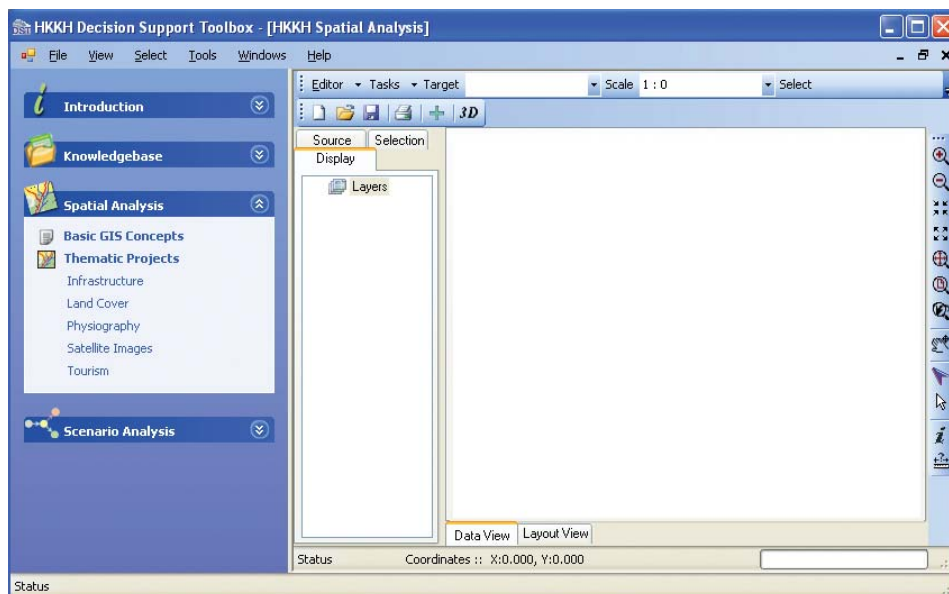 HKKH Decision Support Toolbox - [HKKH Spatial Analysis]
File View Select Tools Windows Help
Introduction
Knowledgebase
Spatial Analysis
Basic GIS Concepts
Thematic Projects
Infrastructure
Land Cover
Physiography
Satellite Images
Tourism
Scenario Analysis
Editor Tasks Target Scale 1 : 0 Select
3D
Source Selection
Display
Layers
Data View Layout View
Status Coordinates :: X:0.000, Y:0.000
Status